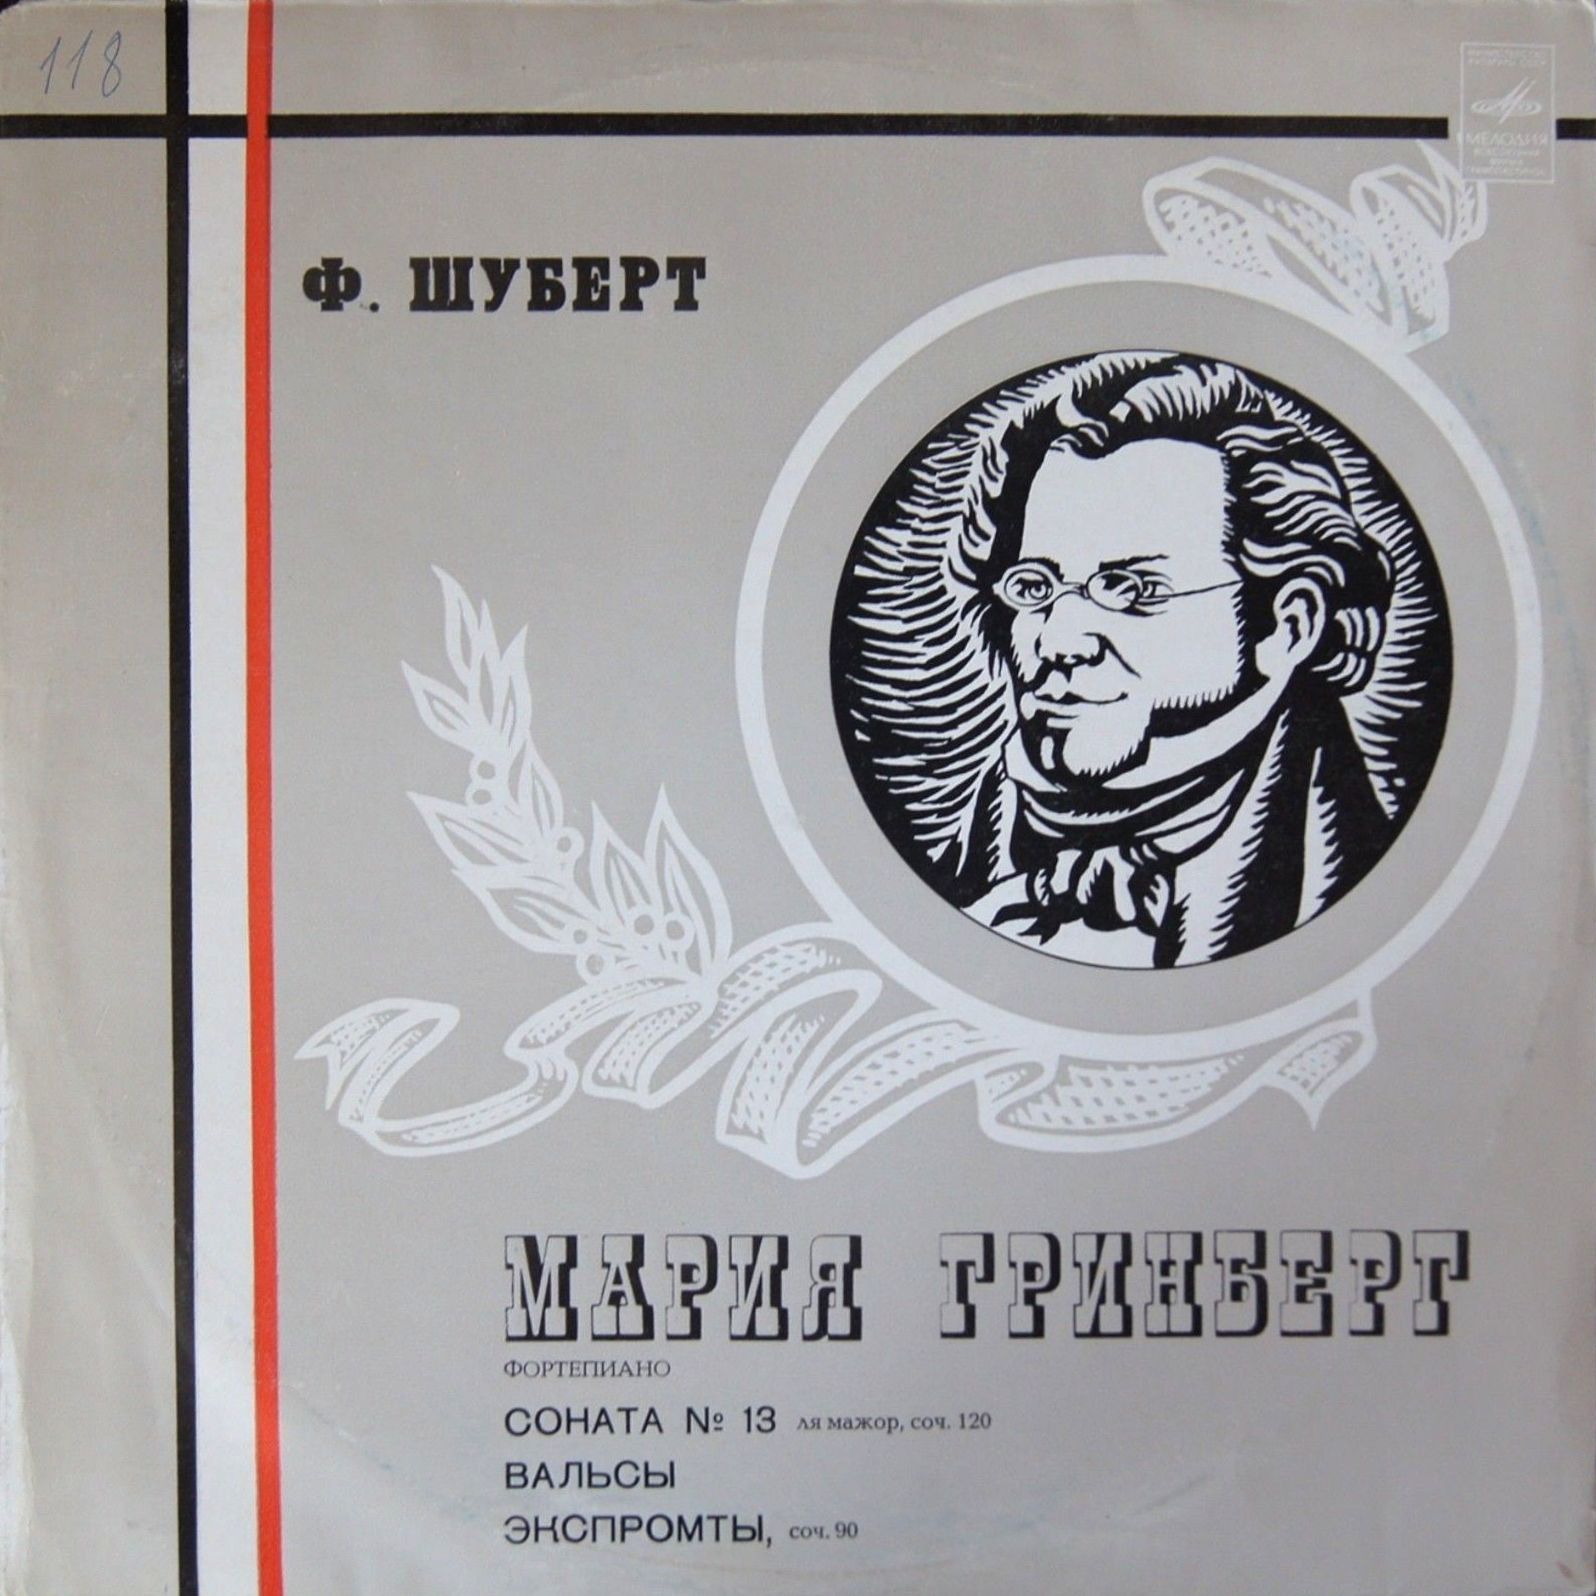 118
МЕЛОДИЯ
Ф. ШУБЕРТ
МАРИЯ ГРИНБЕРГ
ФОРТЕПИАНО
СОНАТА № 13 ля мажор, соч. 120
ВАЛЬСЫ
ЭКСПРОМТЫ, соч. 90